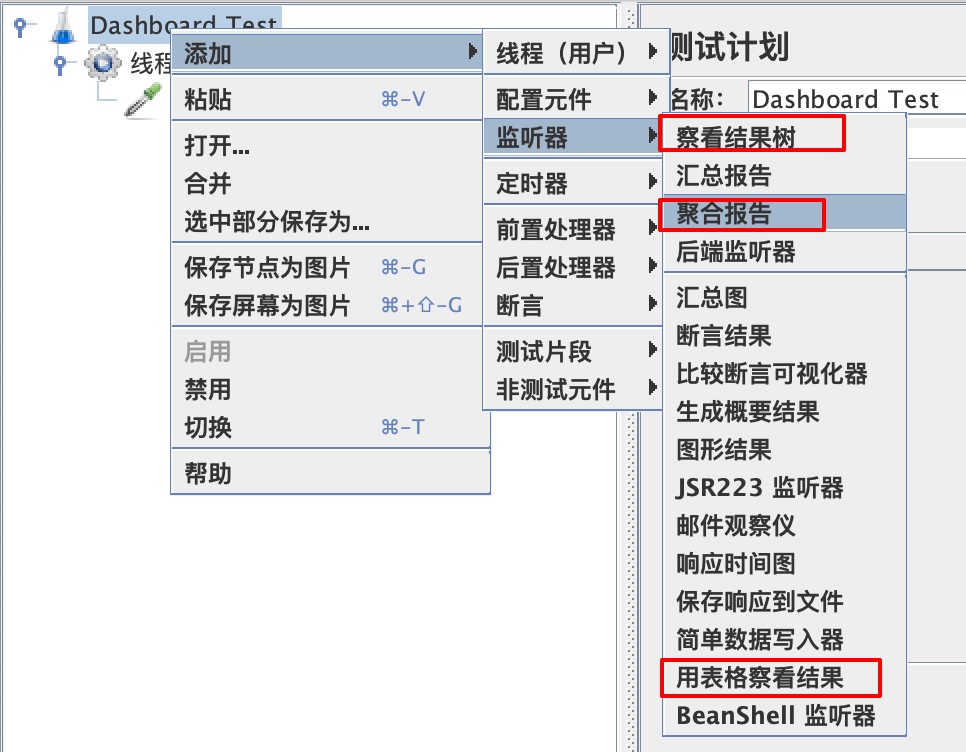 Dashboard Test
线程
添加
粘贴 ⌘-V
打开...
合并
选中部分保存为...
保存节点为图片 ⌘-G
保存屏幕为图片 ⌘+⇧-G
启用
禁用
切换 ⌘-T
帮助
线程（用户）
配置元件
监听器
定时器
前置处理器
后置处理器
断言
测试片段
非测试元件
测试计划
名称： Dashboard Test
察看结果树
汇总报告
聚合报告
后端监听器
汇总图
断言结果
比较断言可视化器
生成概要结果
图形结果
JSR223 监听器
邮件观察仪
响应时间图
保存响应到文件
简单数据写入器
用表格察看结果
BeanShell 监听器